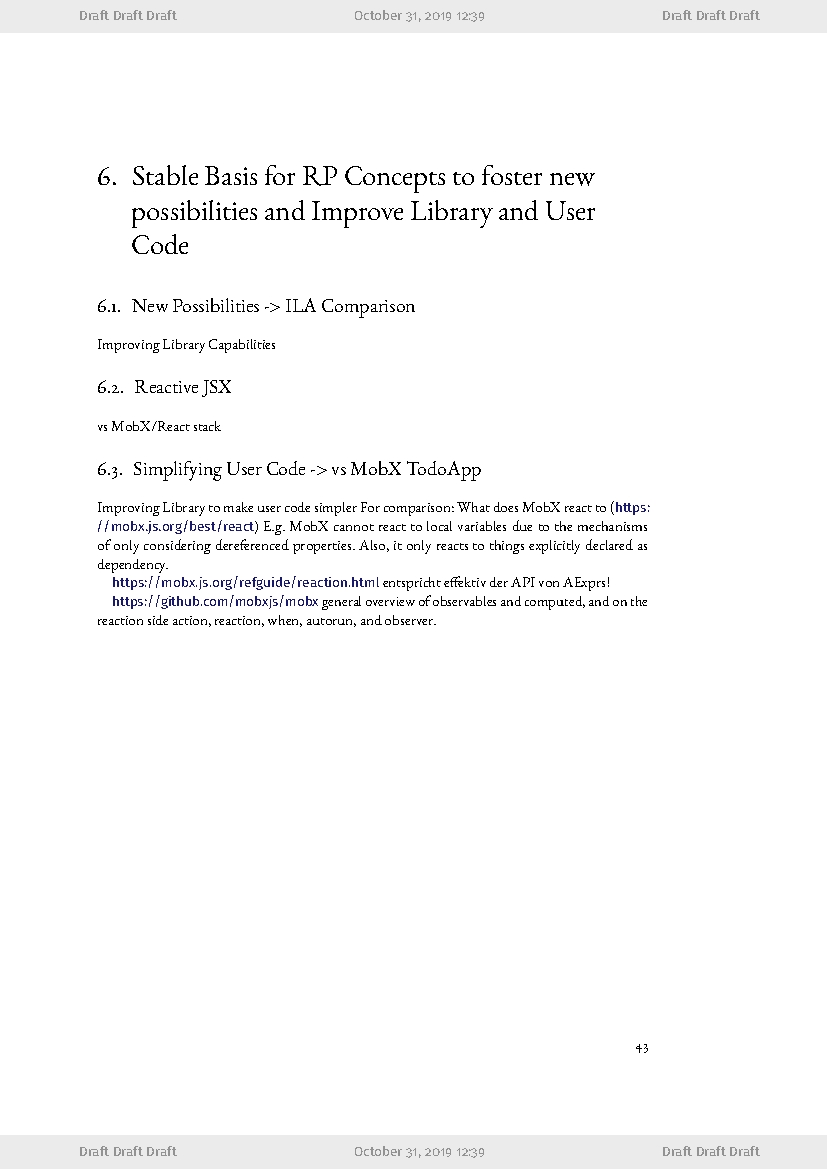 Draft Draft Draft October 31, 2019 12:39 Draft Draft Draft
6. Stable Basis for RP Concepts to foster new
possibilities and Improve Library and User
Code
6.1. New Possibilities -> ILA Comparison
Improving Library Capabilities
6.2. Reactive JSX
vs MobX/React stack
6.3. Simplifying User Code -> vs MobX TodoApp
Improving Library to make user code simpler For comparison: What does MobX react to (https:
//mobx.js.org/best/react) E.g. MobX cannot react to local variables due to the mechanisms
of only considering dereferenced properties. Also, it only reacts to things explicitly declared as
dependency.
https://mobx.js.org/refguide/reaction.html entspricht effektiv der API von AExprs!
https://github.com/mobxjs/mobx general overview of observables and computed, and on the
reaction side action, reaction, when, autorun, and observer.
43
Draft Draft Draft October 31, 2019 12:39 Draft Draft Draft